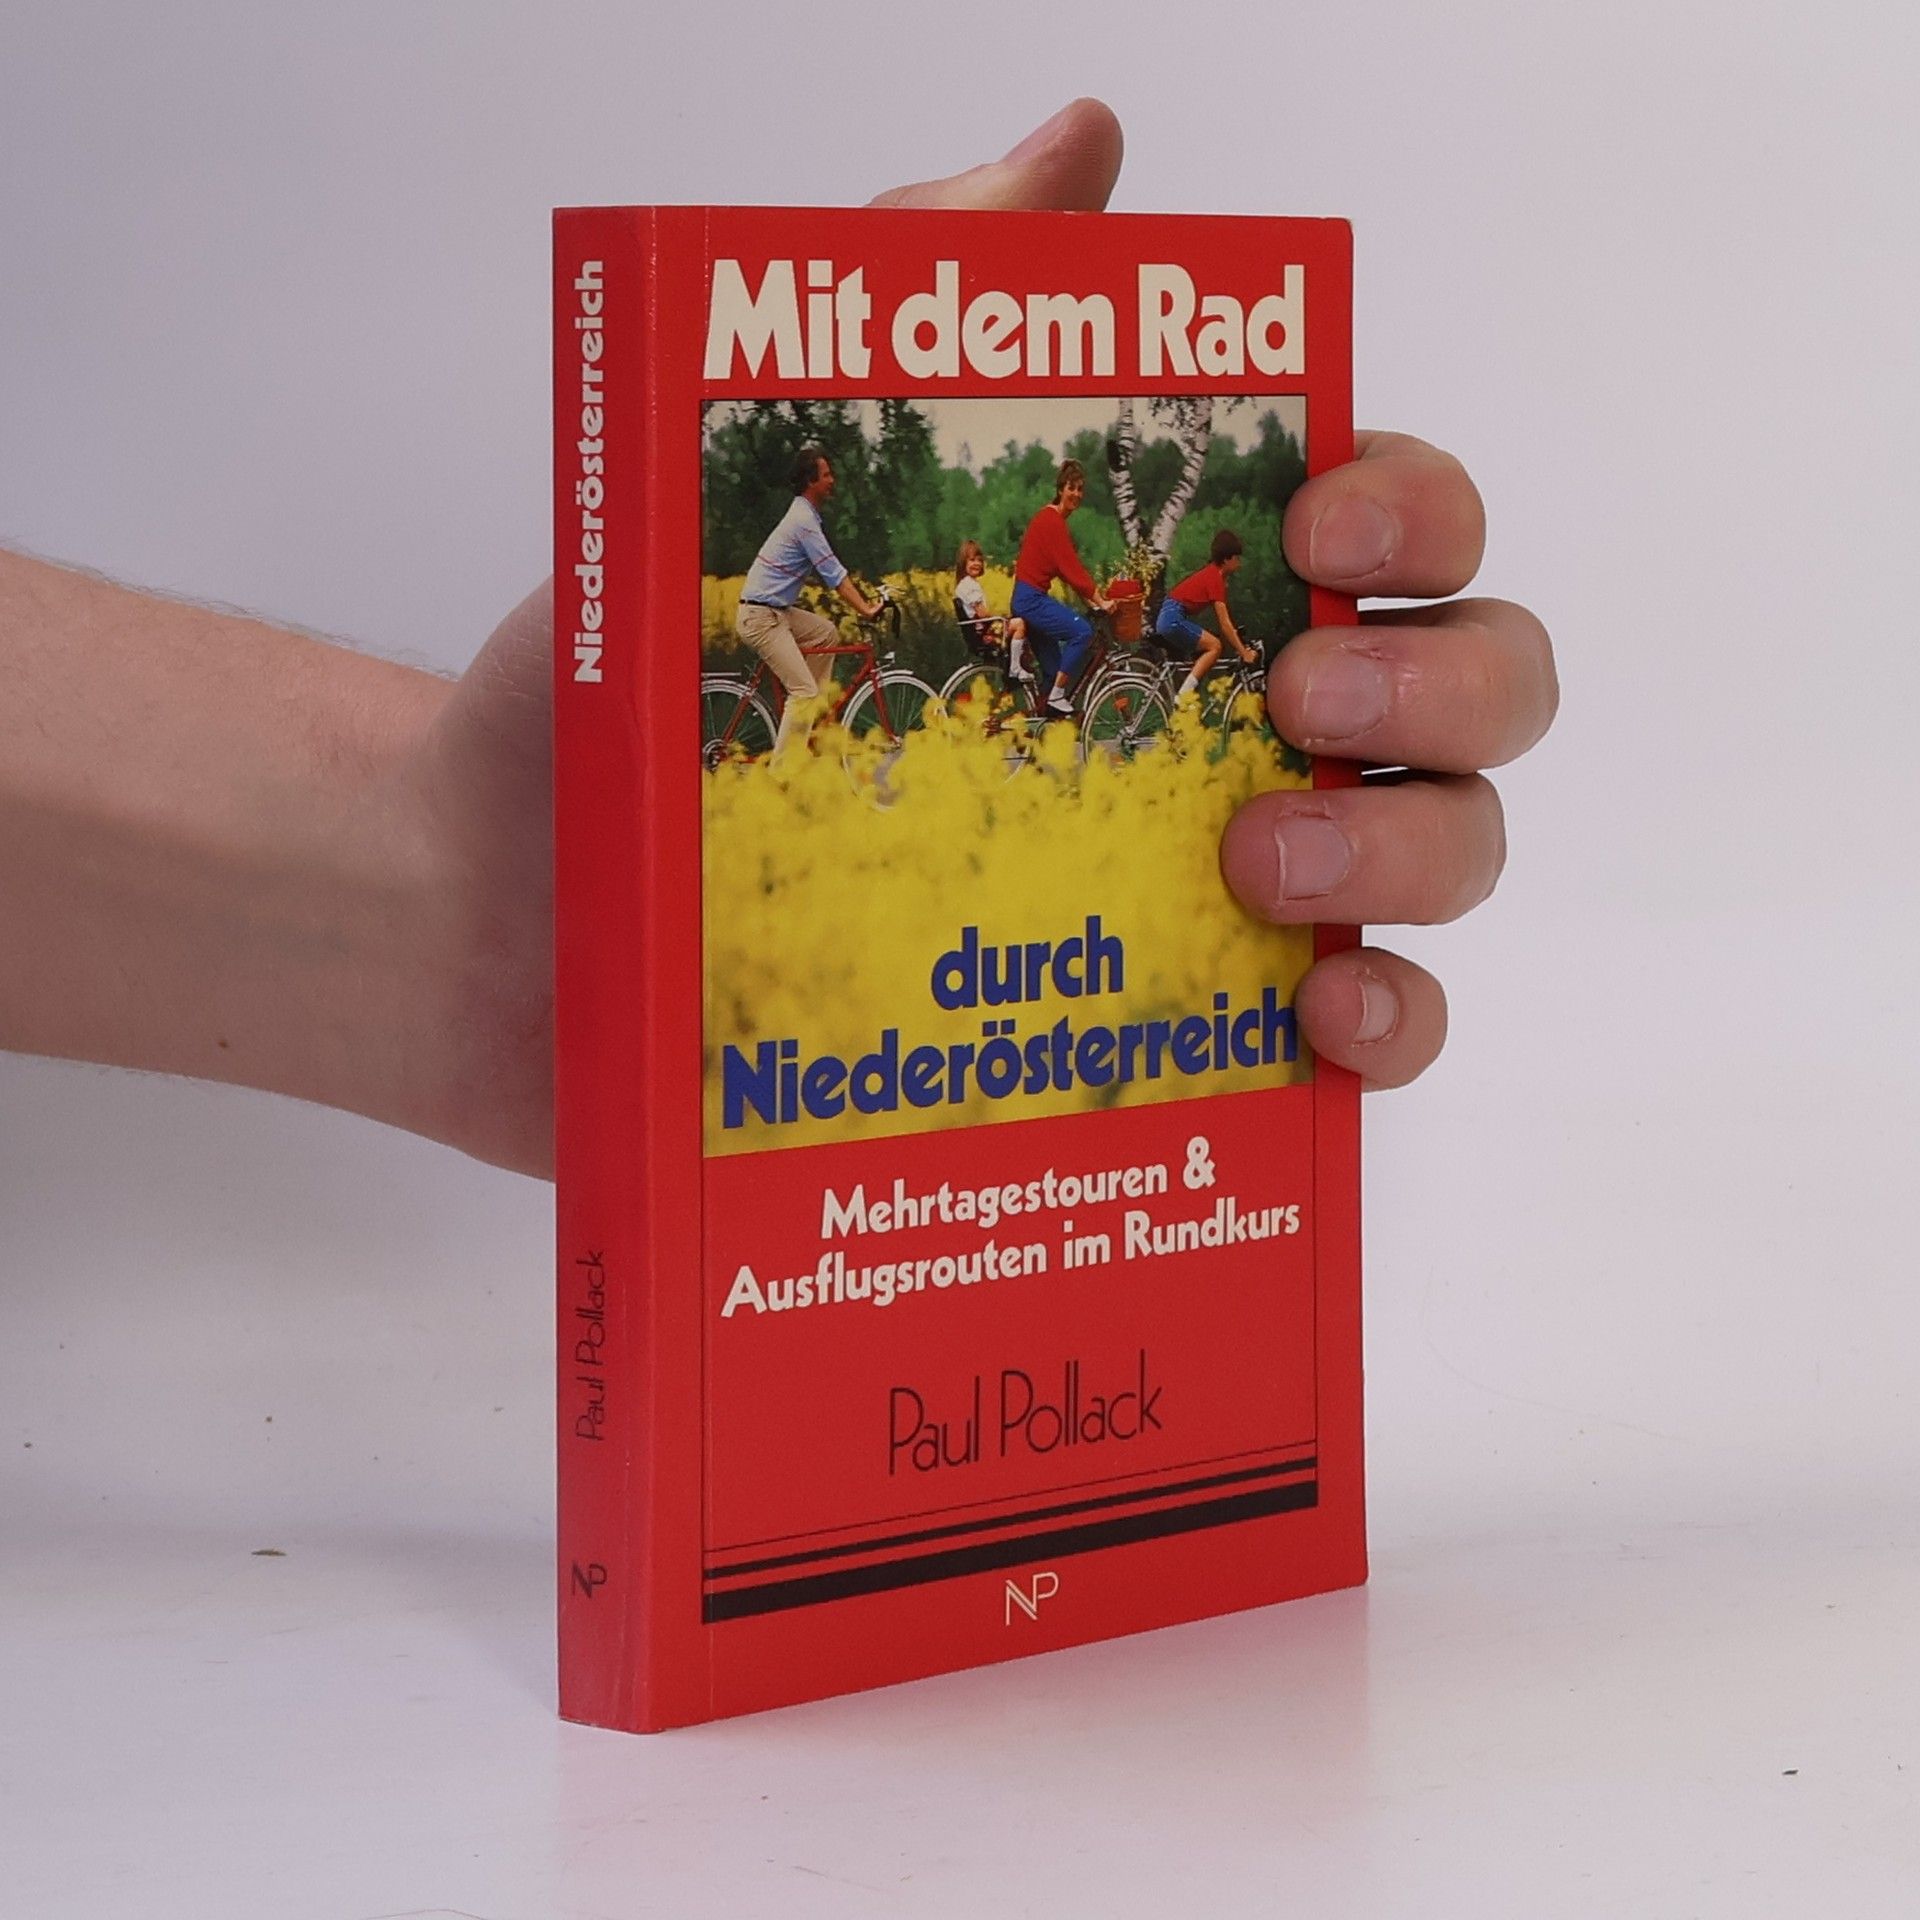 Niederösterreich
Paul Pollack
NP
Mit dem Rad
durch
Niederösterreich
Mehrtagestouren &
Ausflugsrouten im Rundkurs
Paul Pollack
NP